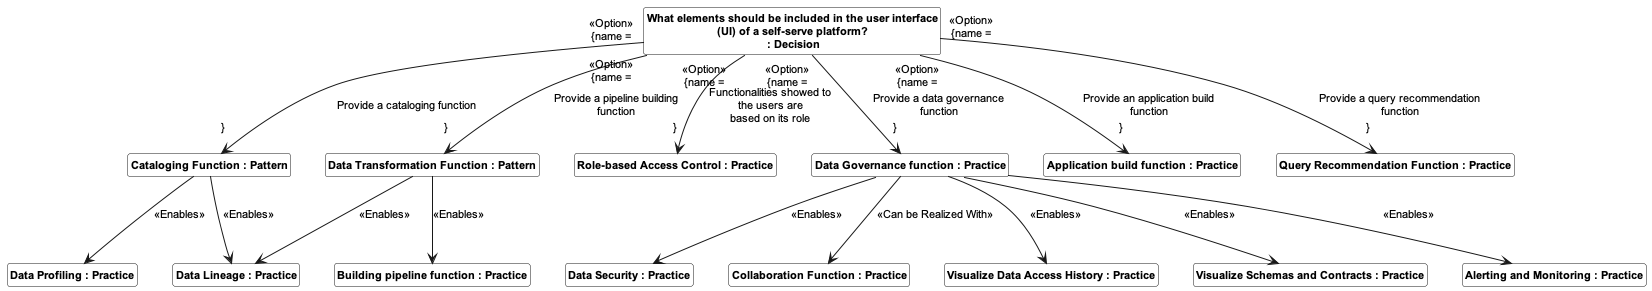 What elements should be included in the user interface
(UI) of a self-serve platform?
: Decision
«Option»
{name =
Provide a cataloging function
}
«Option»
{name =
Provide a pipeline building
function
}
«Option»
{name =
Functionalities showed to
the users are
based on its role
}
«Option»
{name =
Provide a data governance
function
}
«Option»
{name =
Provide an application build
function
}
«Option»
{name =
Provide a query recommendation
function
}
Cataloging Function : Pattern
Data Transformation Function : Pattern
Role-based Access Control : Practice
Data Governance function : Practice
Application build function : Practice
Query Recommendation Function : Practice
«Enables»
«Enables»
«Enables»
«Enables»
«Enables»
«Can be Realized With»
«Enables»
«Enables»
«Enables»
Data Profiling : Practice
Data Lineage : Practice
Building pipeline function : Practice
Data Security : Practice
Collaboration Function : Practice
Visualize Data Access History : Practice
Visualize Schemas and Contracts : Practice
Alerting and Monitoring : Practice